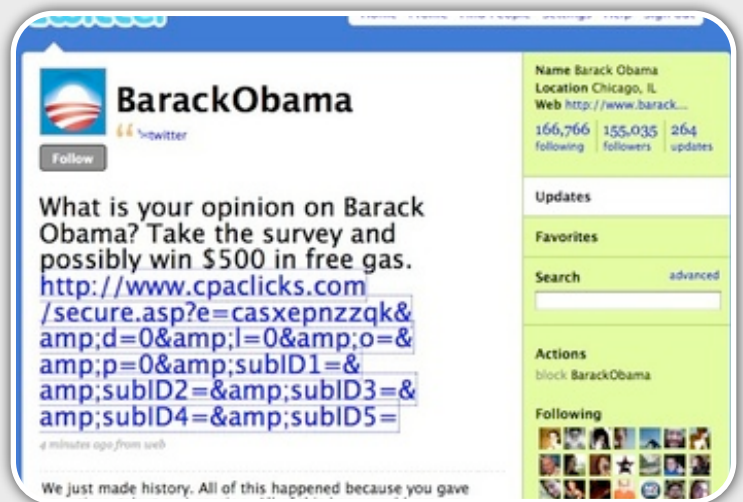 twitter
Home Profile Find People Settings Help Sign out
BarackObama
twitter
Follow
What is your opinion on Barack
Obama? Take the survey and
possibly win $500 in free gas.
http://www.cpaclicks.com
/secure.asp?e=casxepnzzqk&
amp;d=0&amp;l=0&amp;o=&
amp;p=0&amp;subID1=&
amp;subID2=&amp;subID3=&
amp;subID4=&amp;subID5=
4 minutes ago from web
We just made history. All of this happened because you gave
Name Barack Obama
Location Chicago, IL
Web http://www.barack...
166,766 155,035 264
following followers updates
Updates
Favorites
Search advanced
Actions
block BarackObama
Following